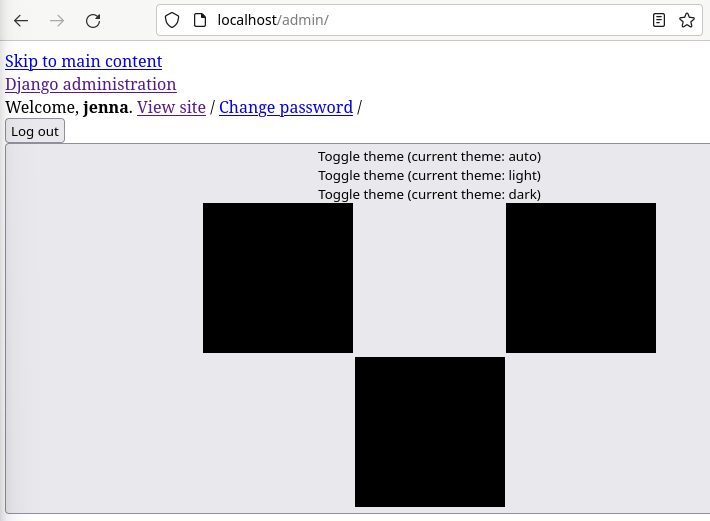 localhost/admin/
Skip to main content
Django administration
Welcome, jenna. View site / Change password /
Log out
Toggle theme (current theme: auto)
Toggle theme (current theme: light)
Toggle theme (current theme: dark)